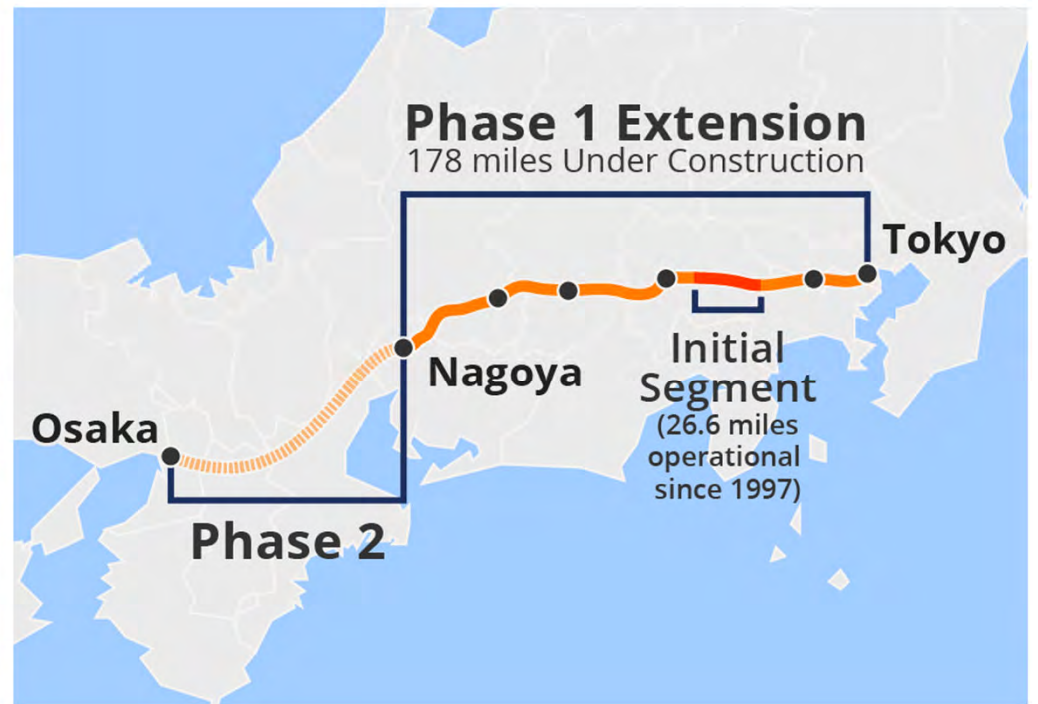 Phase 1 Extension
178 miles Under Construction
Tokyo
Nagoya
Initial
Segment
(26.6 miles
operational
since 1997)
Osaka
Phase 2